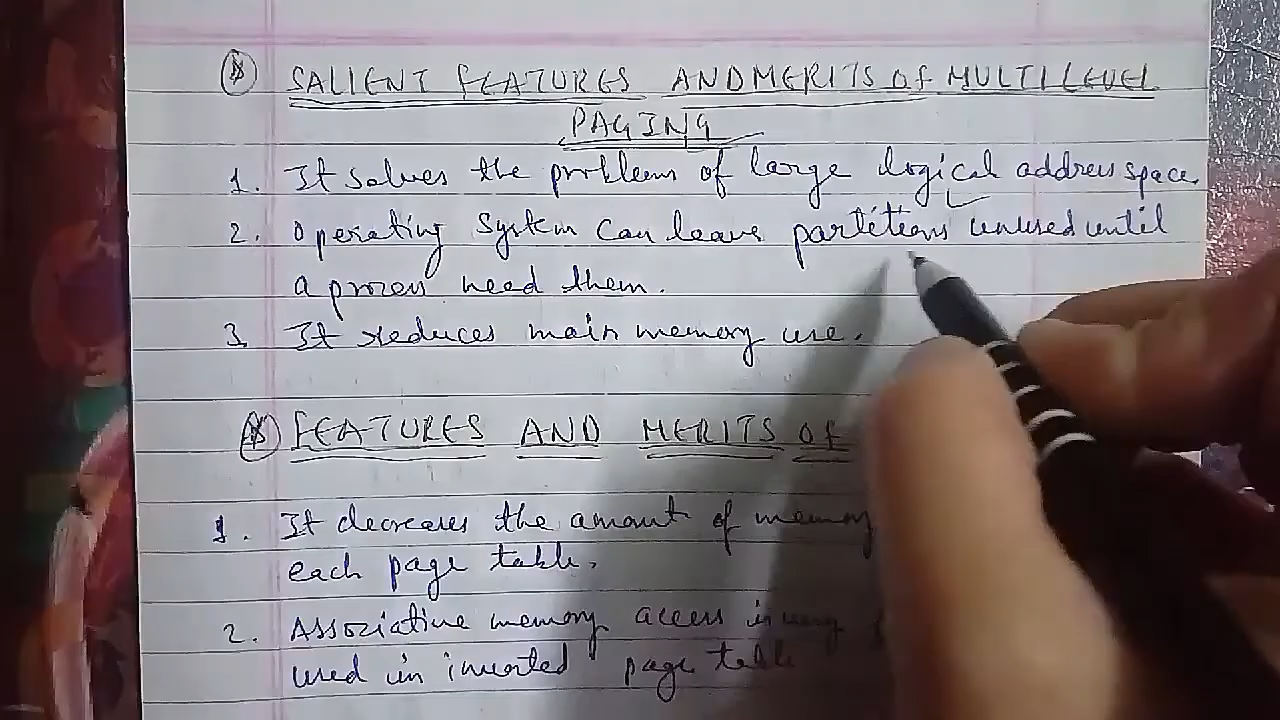 SALIENT FEATURES AND MERITS OF MULTILEVEL
PAGING
1. It solves the problem of large logical address space.
2. Operating System can leave partitions unused until
a process need them.
3. It reduces main memory use.
FEATURES AND MERITS OF
1. It decreases the amount of memory
each page table.
2. Associative memory access is
used in inverted page table